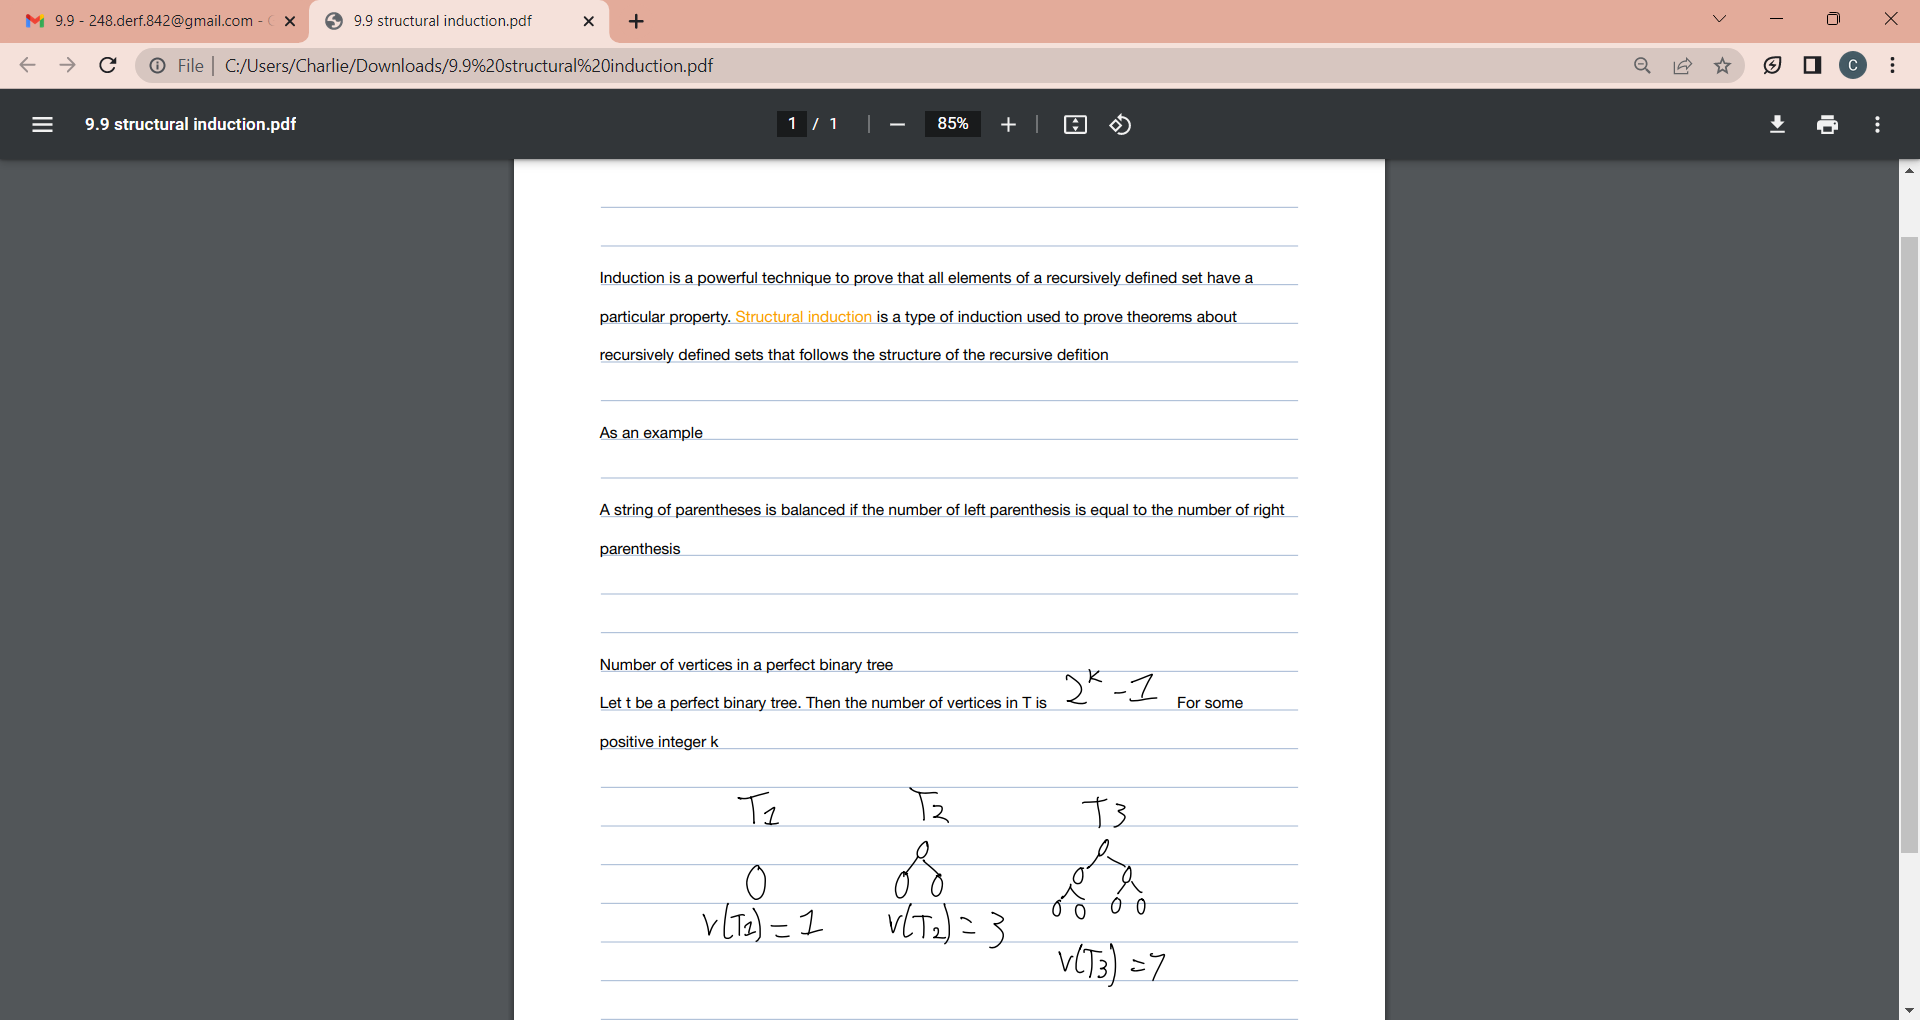 9.9 - 248.derf.842@gmail.com -
9.9 structural induction.pdf
File
C:/Users/Charlie/Downloads/9.9%20structural%20induction.pdf
C
9.9 structural induction.pdf
1 / 1
85%
Induction is a powerful technique to prove that all elements of a recursively defined set have a
particular property. Structural induction is a type of induction used to prove theorems about
recursively defined sets that follows the structure of the recursive defition
As an example
A string of parentheses is balanced if the number of left parenthesis is equal to the number of right
parenthesis
Number of vertices in a perfect binary tree
Let t be a perfect binary tree. Then the number of vertices in T is 2^k - 1 For some
positive integer k
T1 T2 T3
v(T1) = 1 v(T2) = 3
v(T3) = 7